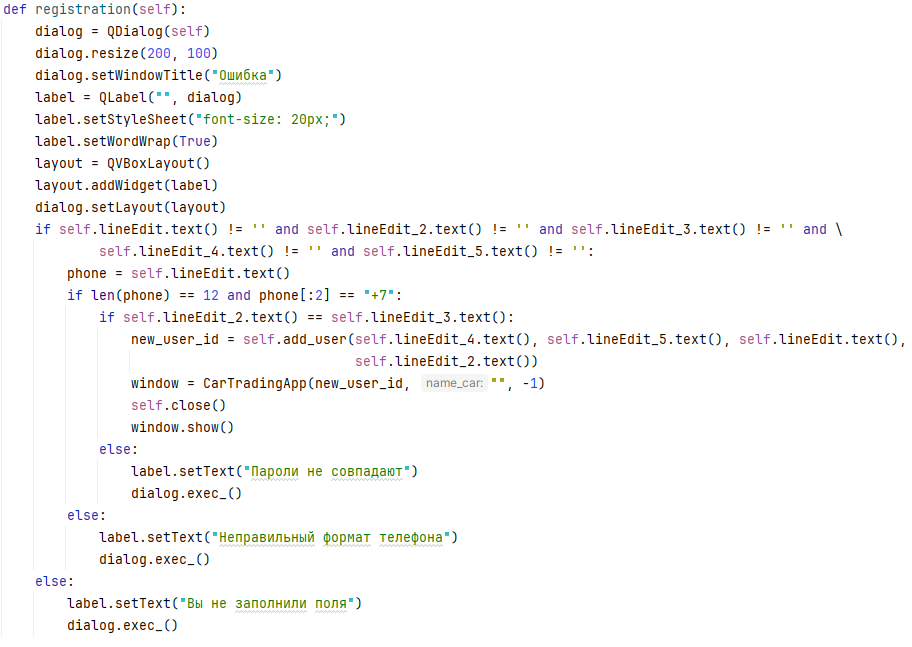 def registration(self):
    dialog = QDialog(self)
    dialog.resize(200, 100)
    dialog.setWindowTitle("Ошибка")
    label = QLabel("", dialog)
    label.setStyleSheet("font-size: 20px;")
    label.setWordWrap(True)
    layout = QVBoxLayout()
    layout.addWidget(label)
    dialog.setLayout(layout)
    if self.lineEdit.text() != '' and self.lineEdit_2.text() != '' and self.lineEdit_3.text() != '' and \
            self.lineEdit_4.text() != '' and self.lineEdit_5.text() != '':
        phone = self.lineEdit.text()
        if len(phone) == 12 and phone[:2] == "+7":
            if self.lineEdit_2.text() == self.lineEdit_3.text():
                new_user_id = self.add_user(self.lineEdit_4.text(), self.lineEdit_5.text(), self.lineEdit.text(),
                                            self.lineEdit_2.text())
                window = CarTradingApp(new_user_id, name_car: "", -1)
                self.close()
                window.show()
            else:
                label.setText("Пароли не совпадают")
                dialog.exec_()
        else:
            label.setText("Неправильный формат телефона")
            dialog.exec_()
    else:
        label.setText("Вы не заполнили поля")
        dialog.exec_()